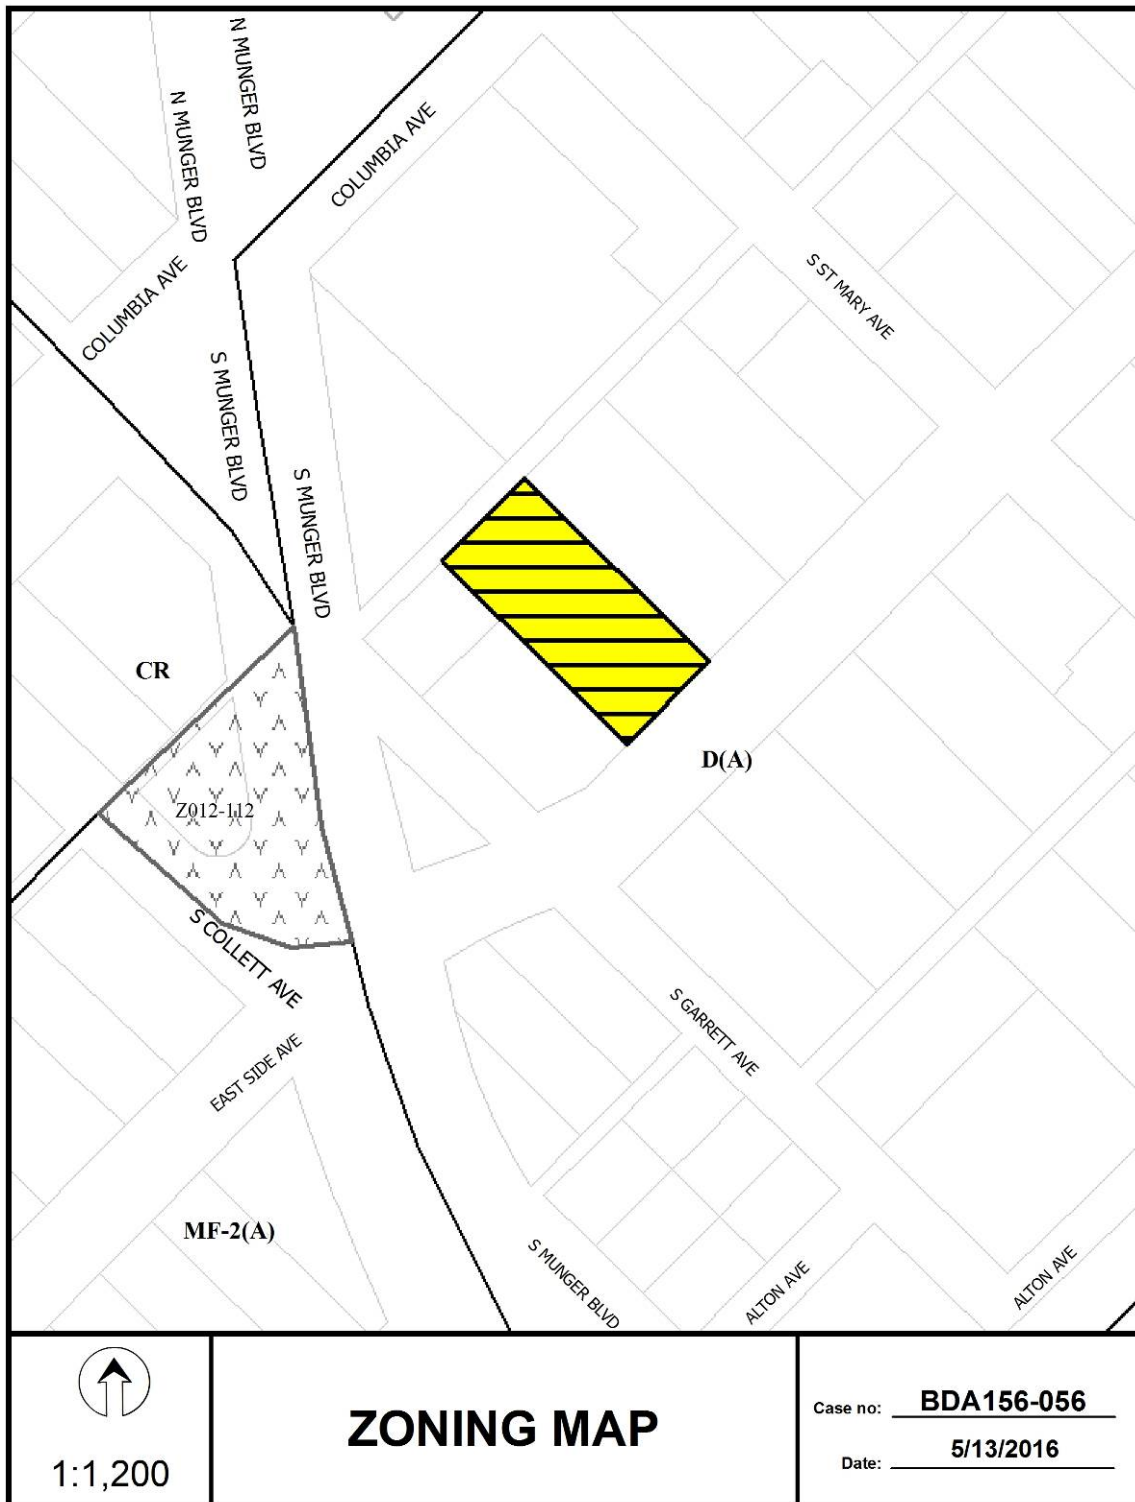 N MUNGER BLVD
N MUNGER BLVD
COLUMBIA AVE
COLUMBIA AVE
S ST MARY AVE
S MUNGER BLVD
S MUNGER BLVD
CR
D(A)
Z012-112
S COLLETT AVE
S GARRETT AVE
EAST SIDE AVE
MF-2(A)
S MUNGER BLVD
ALTON AVE
ALTON AVE
1:1,200
ZONING MAP
Case no: BDA156-056
Date: 5/13/2016